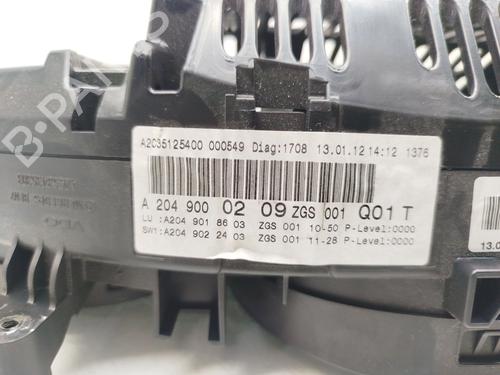 B-PARTS
A2C35125400 000549 Diag:1708 13.01.12 14:12 1376
A 204 900 02 09 ZGS 001 Q01 T
LU :A204 901 86 03 ZGS 001 10-50 P-Level:0000
SW1:A204 902 24 03 ZGS 001 11-28 P-Level:0000
VDO
13.0